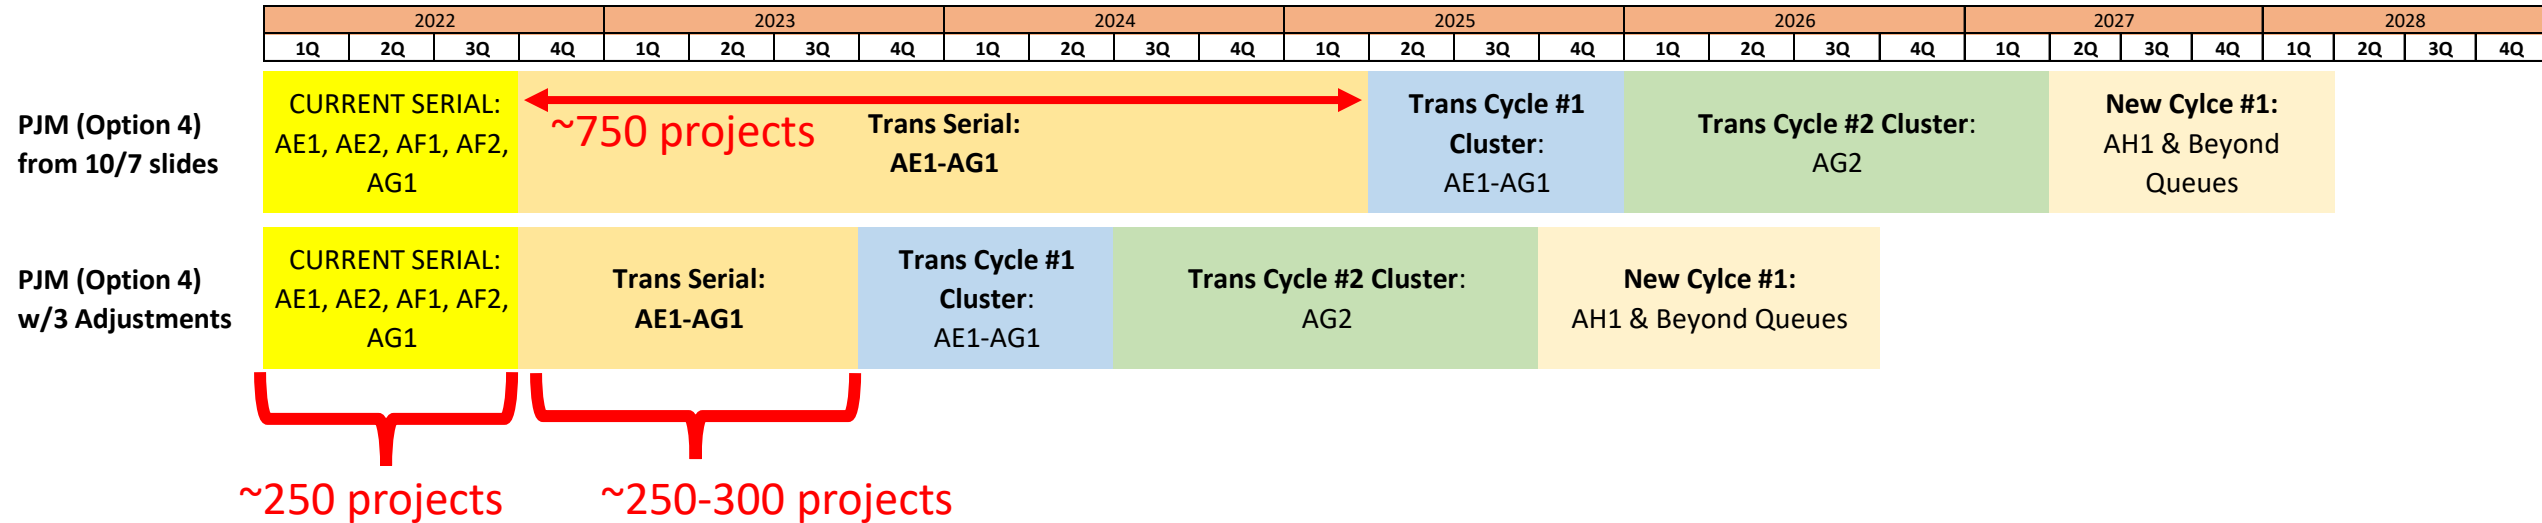 2022 2023 2024 2025 2026 2027 2028
1Q 2Q 3Q 4Q 1Q 2Q 3Q 4Q 1Q 2Q 3Q 4Q 1Q 2Q 3Q 4Q 1Q 2Q 3Q 4Q 1Q 2Q 3Q 4Q 1Q 2Q 3Q 4Q
PJM (Option 4)
from 10/7 slides
CURRENT SERIAL:
AE1, AE2, AF1, AF2,
AG1
~750 projects
Trans Serial:
AE1-AG1
Trans Cycle #1
Cluster:
AE1-AG1
Trans Cycle #2 Cluster:
AG2
New Cylce #1:
AH1 & Beyond
Queues
PJM (Option 4)
w/3 Adjustments
CURRENT SERIAL:
AE1, AE2, AF1, AF2,
AG1
Trans Serial:
AE1-AG1
Trans Cycle #1
Cluster:
AE1-AG1
Trans Cycle #2 Cluster:
AG2
New Cylce #1:
AH1 & Beyond Queues
~250 projects
~250-300 projects